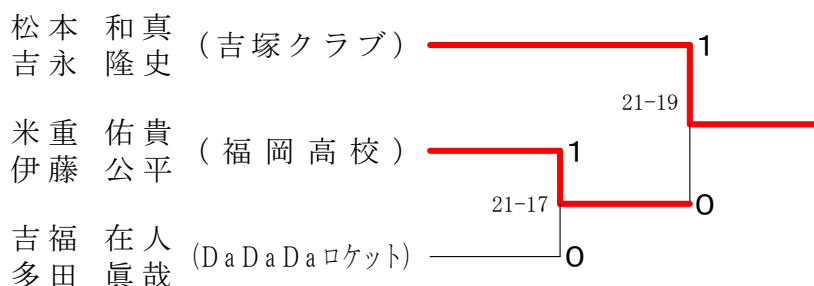 松本 和真
吉永 隆史
(吉塚クラブ)
1
21-19
米重 佑貴
伊藤 公平
(福岡高校)
1
21-17
0
吉福 在人
多田 眞哉
(DaDaDaロケット)
0